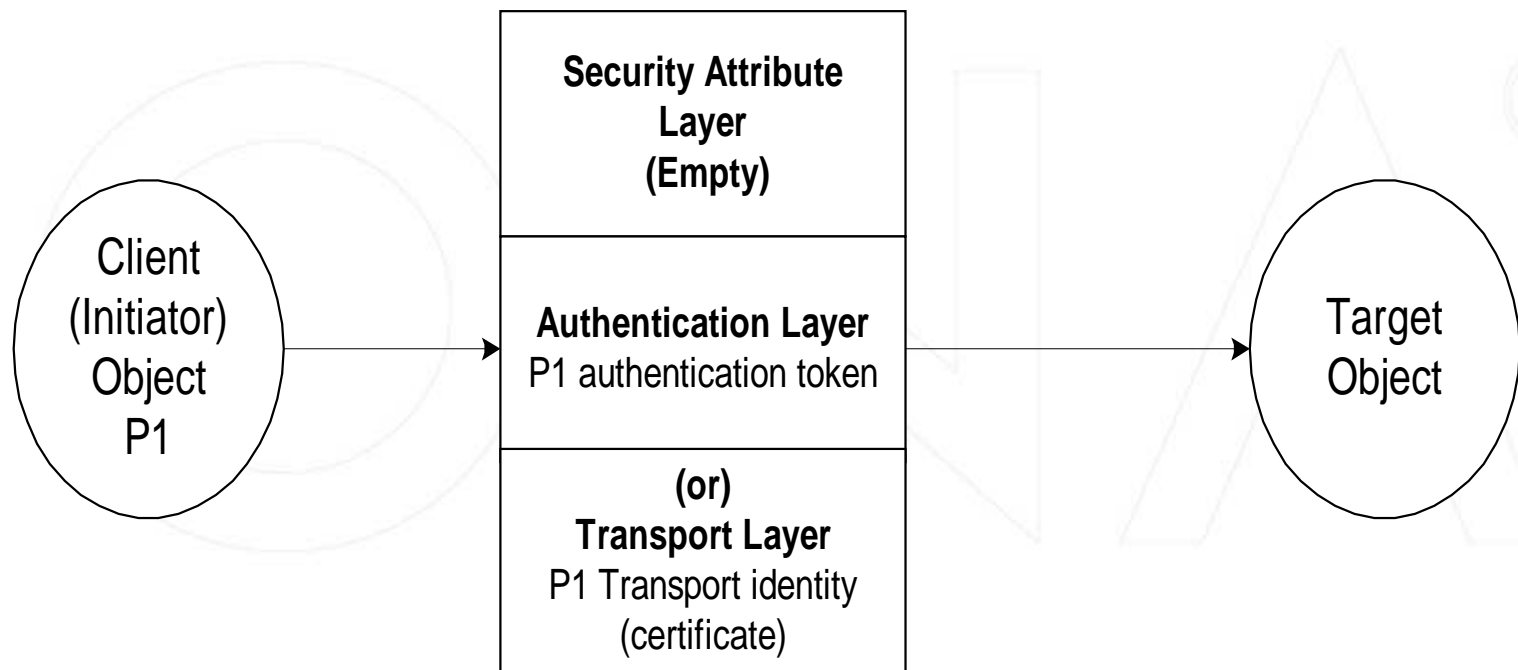 Client
(Initiator)
Object
P1
Security Attribute
Layer
(Empty)
Authentication Layer
P1 authentication token
(or)
Transport Layer
P1 Transport identity
(certificate)
Target
Object